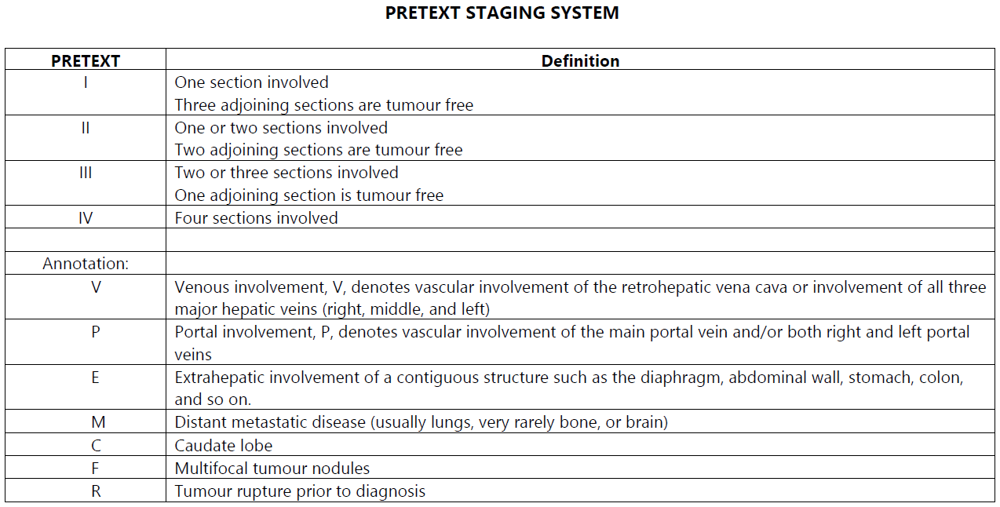 PRETEXT STAGING SYSTEM
PRETEXT Definition
I One section involved
Three adjoining sections are tumour free
II One or two sections involved
Two adjoining sections are tumour free
III Two or three sections involved
One adjoining section is tumour free
IV Four sections involved
Annotation:
V Venous involvement, V, denotes vascular involvement of the retrohepatic vena cava or involvement of all three
major hepatic veins (right, middle, and left)
P Portal involvement, P, denotes vascular involvement of the main portal vein and/or both right and left portal
veins
E Extrahepatic involvement of a contiguous structure such as the diaphragm, abdominal wall, stomach, colon,
and so on.
M Distant metastatic disease (usually lungs, very rarely bone, or brain)
C Caudate lobe
F Multifocal tumour nodules
R Tumour rupture prior to diagnosis